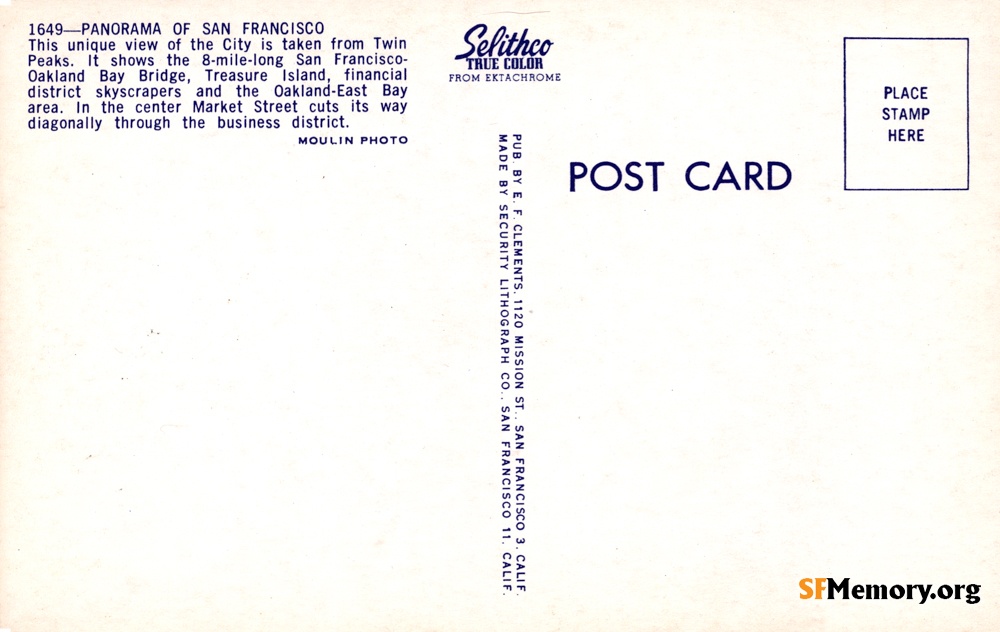 1649—PANORAMA OF SAN FRANCISCO
This unique view of the City is taken from Twin
Peaks. It shows the 8-mile-long San Francisco-
Oakland Bay Bridge, Treasure Island, financial
district skyscrapers and the Oakland-East Bay
area. In the center Market Street cuts its way
diagonally through the business district.
MOULIN PHOTO
Selithco
TRUE COLOR
FROM EKTACHROME
PUB. BY E. F. CLEMENTS, 1120 MISSION ST., SAN FRANCISCO 3, CALIF.
MADE BY SECURITY LITHOGRAPH CO., SAN FRANCISCO 11, CALIF.
POST CARD
PLACE
STAMP
HERE
SFMemory.org